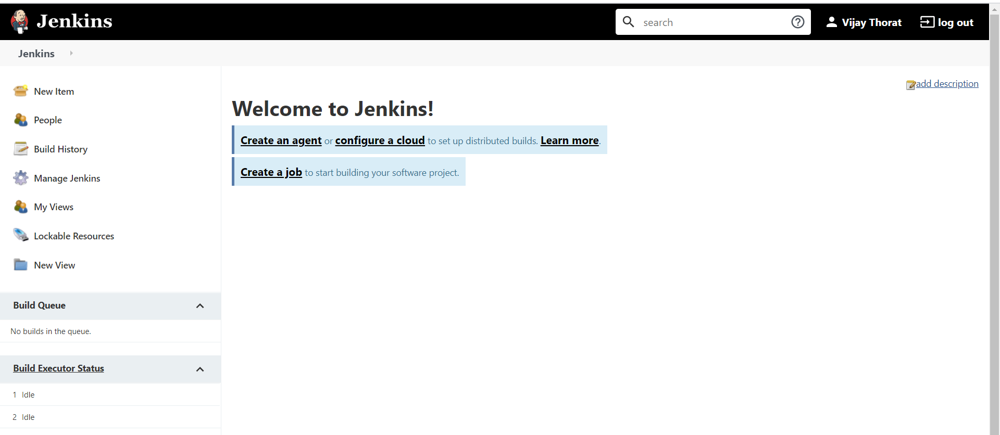 Jenkins
search
Vijay Thorat
log out
Jenkins
New Item
People
Build History
Manage Jenkins
My Views
Lockable Resources
New View
Build Queue
No builds in the queue.
Build Executor Status
1 Idle
2 Idle
add description
Welcome to Jenkins!
Create an agent or configure a cloud to set up distributed builds. Learn more.
Create a job to start building your software project.